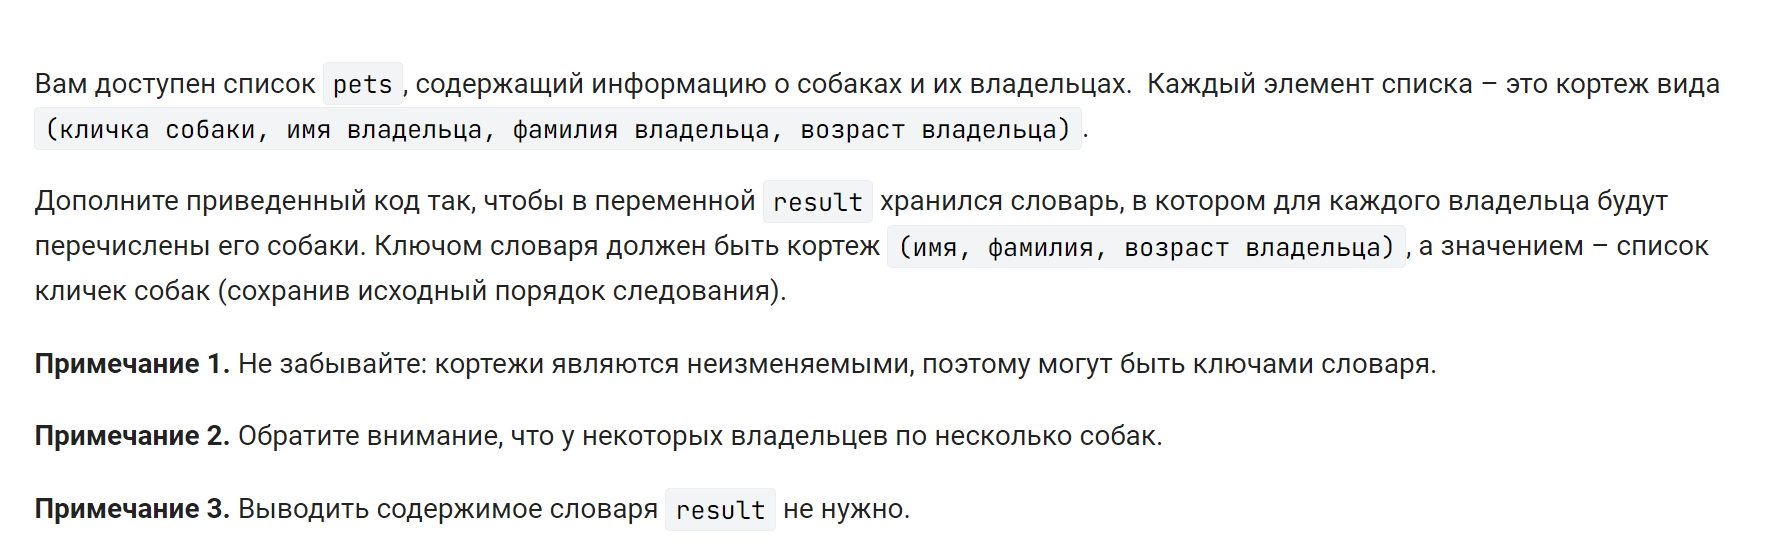 Вам доступен список pets, содержащий информацию о собаках и их владельцах. Каждый элемент списка – это кортеж вида
(кличка собаки, имя владельца, фамилия владельца, возраст владельца).
Дополните приведенный код так, чтобы в переменной result хранился словарь, в котором для каждого владельца будут
перечислены его собаки. Ключом словаря должен быть кортеж (имя, фамилия, возраст владельца), а значением – список
кличек собак (сохранив исходный порядок следования).
Примечание 1. Не забывайте: кортежи являются неизменяемыми, поэтому могут быть ключами словаря.
Примечание 2. Обратите внимание, что у некоторых владельцев по несколько собак.
Примечание 3. Выводить содержимое словаря result не нужно.